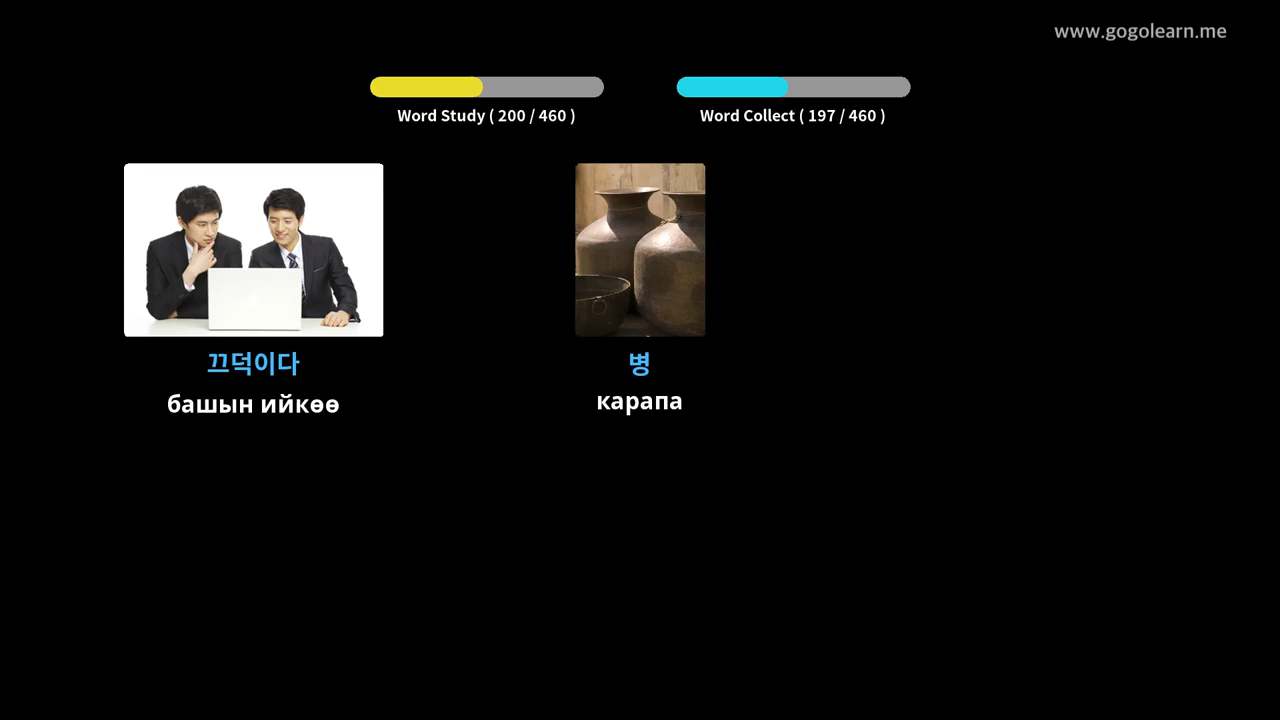 www.gogolearn.me
Word Study ( 200 / 460 )
Word Collect ( 197 / 460 )
끄덕이다
башын ийкөө
병
карапа